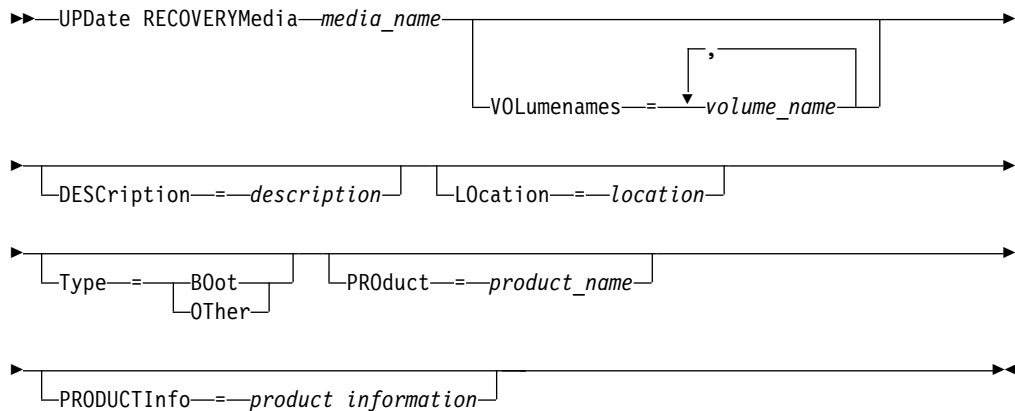 UPDate RECOVERYMedia media_name
,
VOLumenames = volume_name
DESCription = description LOcation = location
Type = BOot PROduct = product_name
OTher
PRODUCTInfo = product information